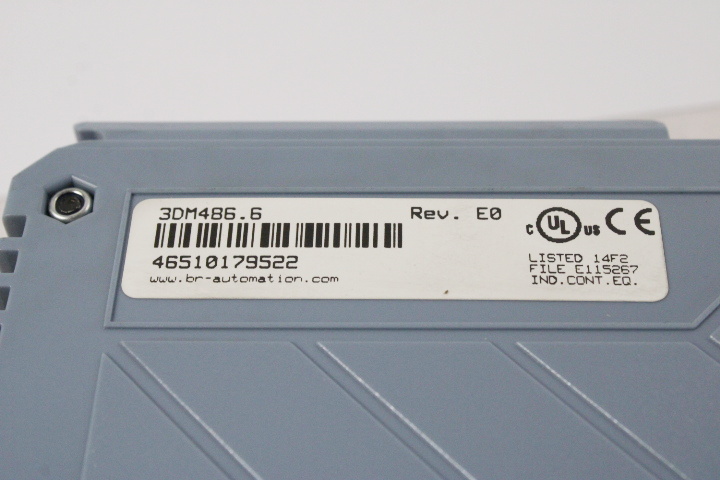 3DM486.6 Rev. E0
46510179522
www.br-automation.com
c UL US CE
LISTED 14F2
FILE E115267
IND.CONT.EQ.